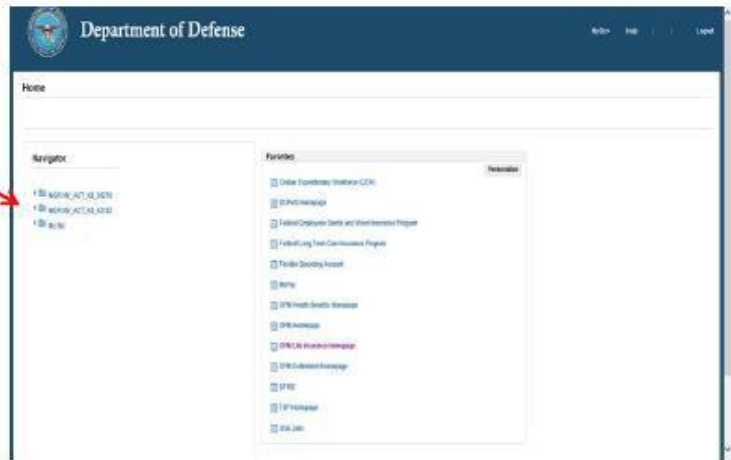 Department of Defense
Help
Logout
Home
Navigator
Favorites
Personalize
Civilian Expeditionary Workforce (CEW)
DCPAS Homepage
Federal Employees Dental and Vision Insurance Program
Federal Long Term Care Insurance Program
Flexible Spending Account
MyPay
OPM Health Benefits Homepage
OPM Homepage
OPM Life Insurance Homepage
OPM Retirement Homepage
TSP Homepage
USA Jobs